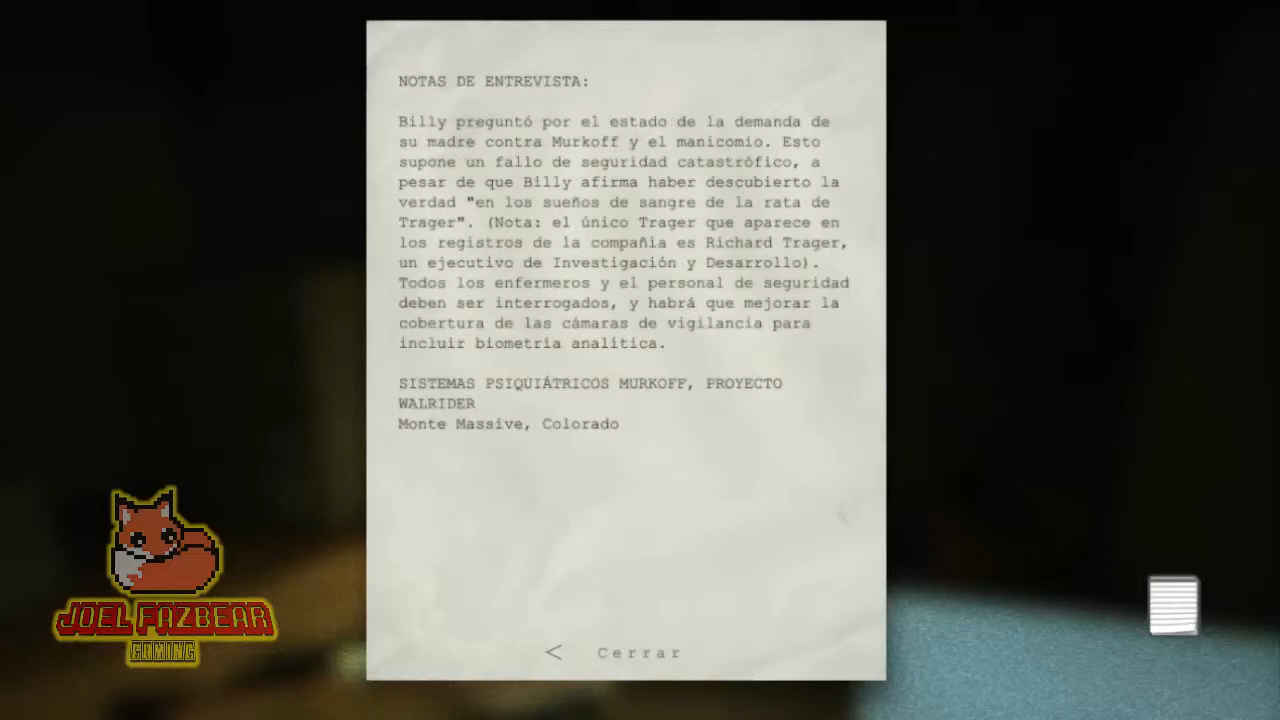 NOTAS DE ENTREVISTA:
Billy preguntó por el estado de la demanda de
su madre contra Murkoff y el manicomio. Esto
supone un fallo de seguridad catastrófico, a
pesar de que Billy afirma haber descubierto la
verdad "en los sueños de sangre de la rata de
Trager". (Nota: el único Trager que aparece en
los registros de la compañía es Richard Trager,
un ejecutivo de Investigación y Desarrollo).
Todos los enfermeros y el personal de seguridad
deben ser interrogados, y habrá que mejorar la
cobertura de las cámaras de vigilancia para
incluir biometría analítica.
SISTEMAS PSIQUIÁTRICOS MURKOFF, PROYECTO
WALRIDER
Monte Massive, Colorado
JOEL FAZBEAR
GAMING
< Cerrar